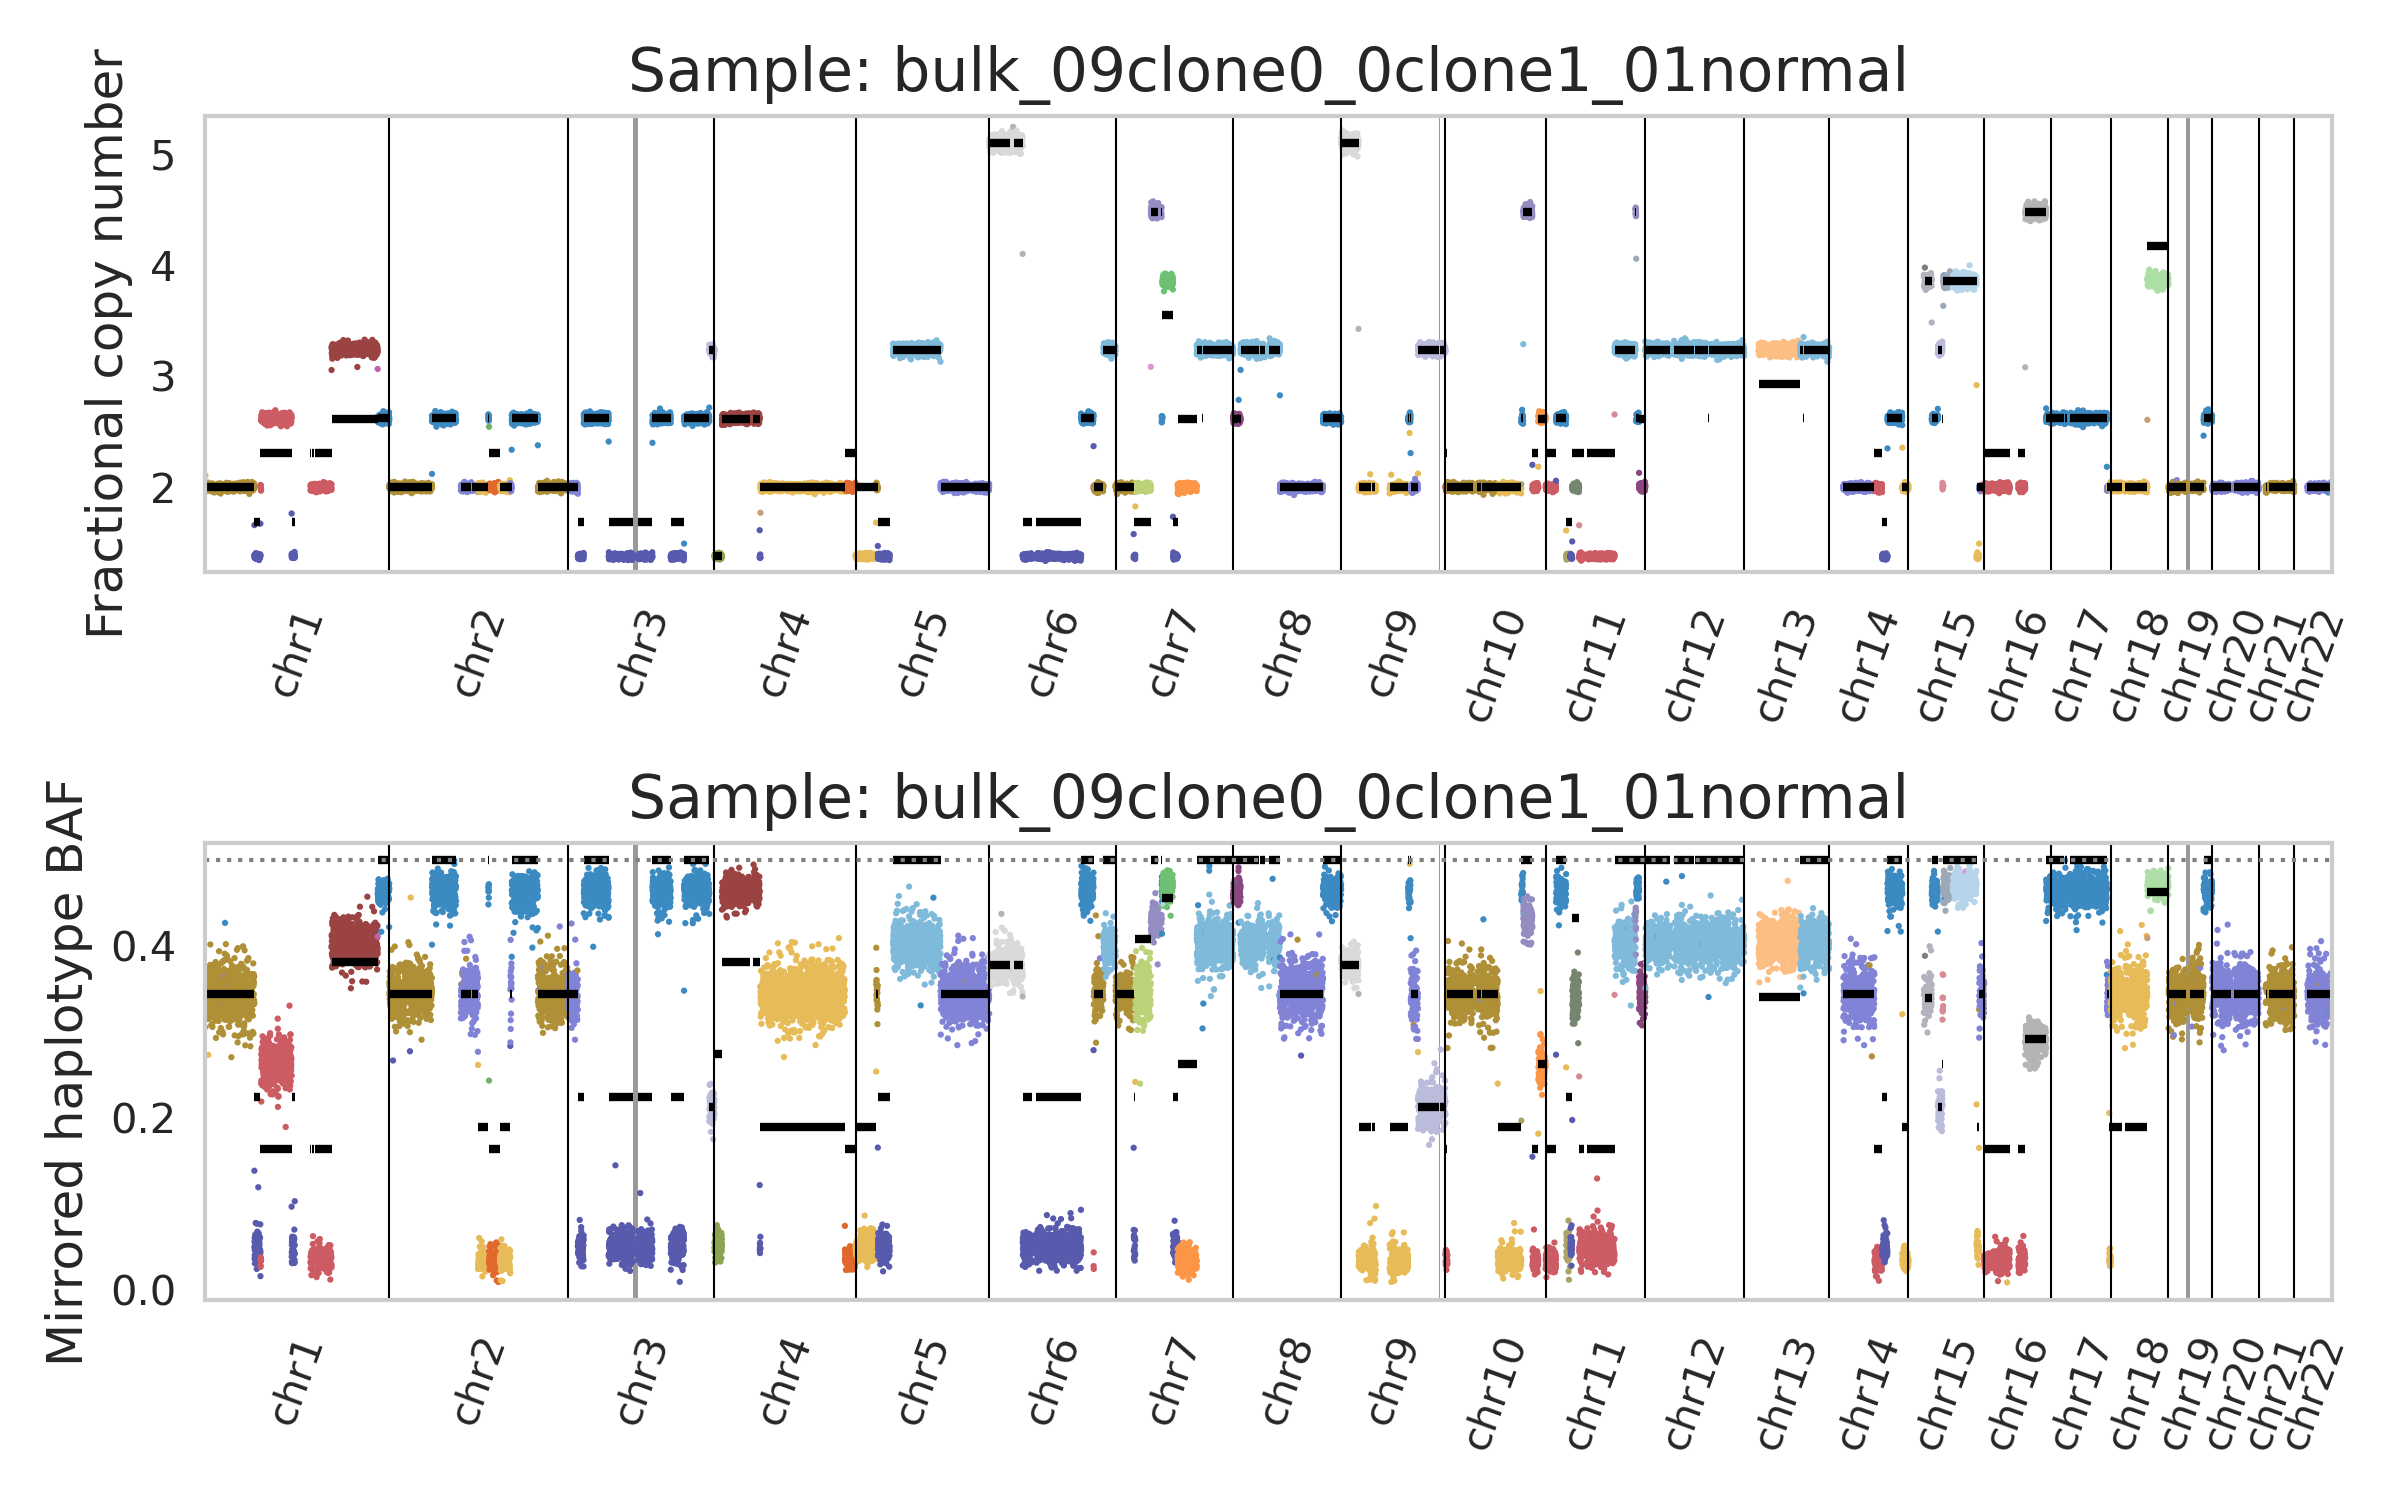 Sample: bulk_09clone0_0clone1_01normal
Fractional copy number
5
4
3
2
chr1 chr2 chr3 chr4 chr5 chr6 chr7 chr8 chr9 chr10 chr11 chr12 chr13 chr14 chr15 chr16 chr17 chr18 chr19 chr20 chr21 chr22
Sample: bulk_09clone0_0clone1_01normal
Mirrored haplotype BAF
0.4
0.2
0.0
chr1 chr2 chr3 chr4 chr5 chr6 chr7 chr8 chr9 chr10 chr11 chr12 chr13 chr14 chr15 chr16 chr17 chr18 chr19 chr20 chr21 chr22